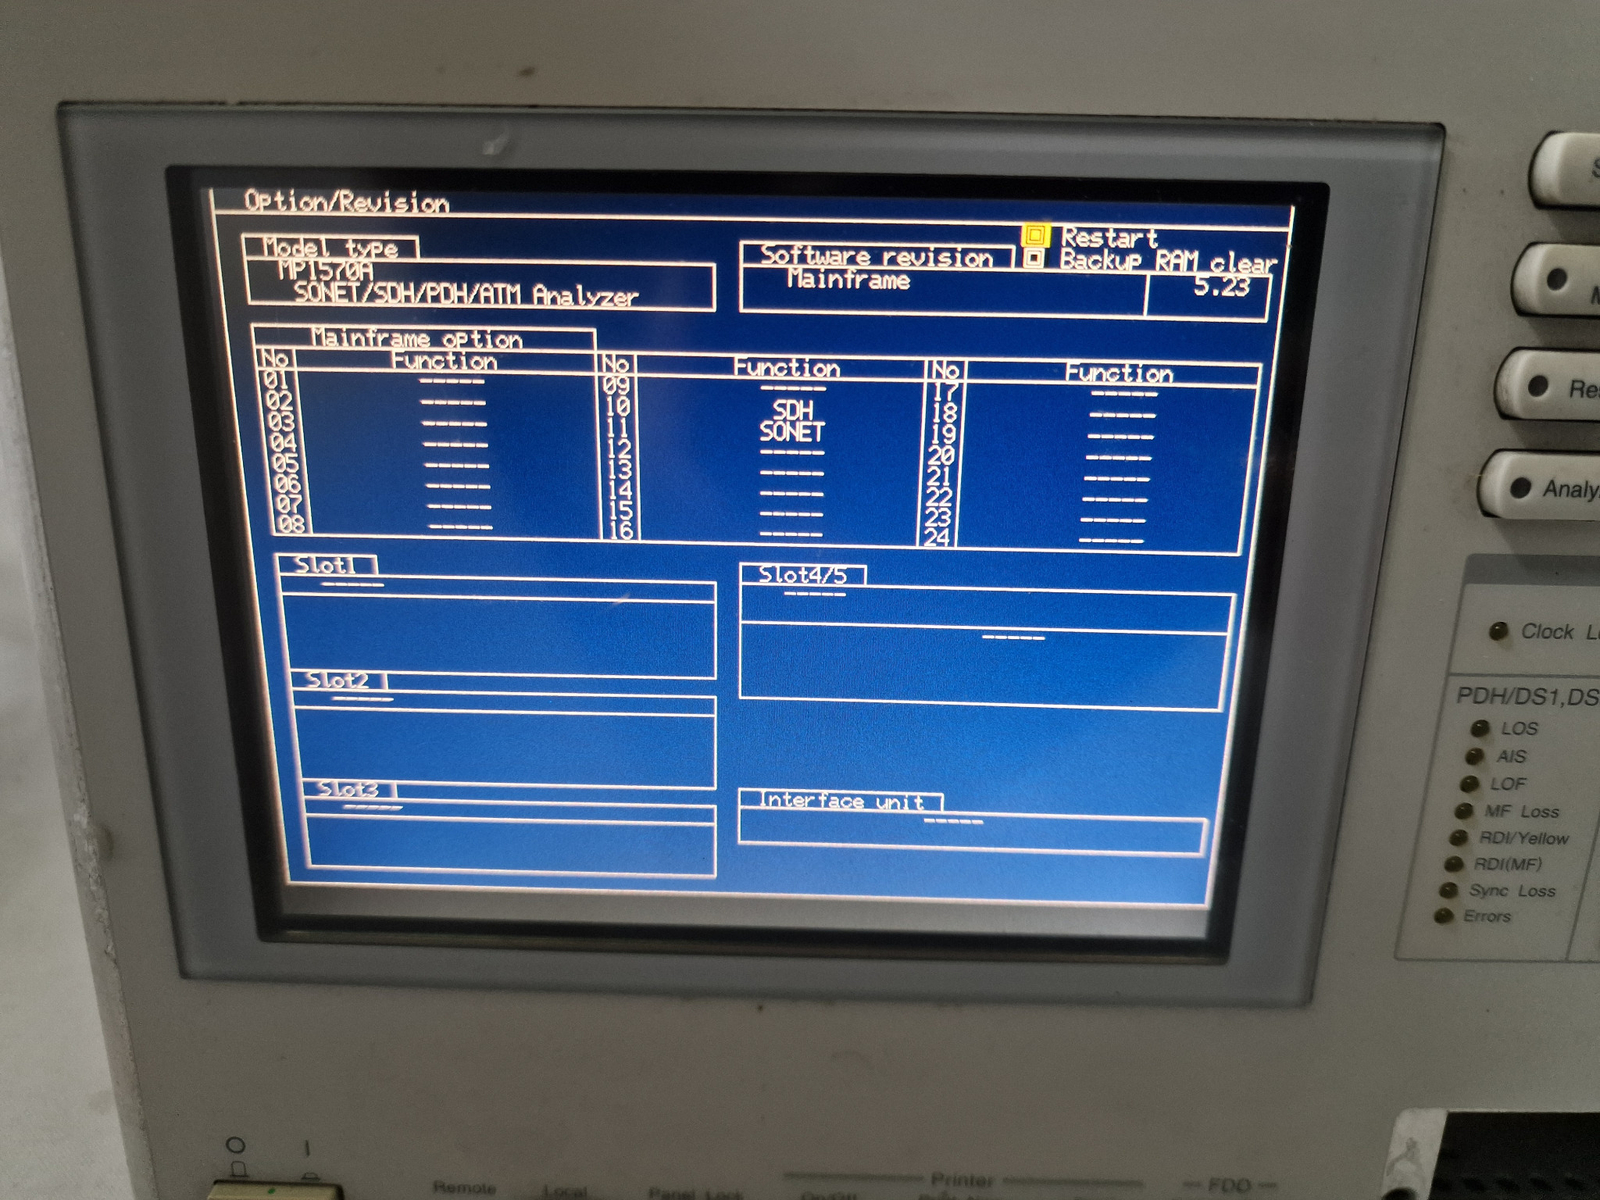 Option/Revision
Restart
Backup RAM clear
Model type
MP1570A
SONET/SDH/PDH/ATM Analyzer
Software revision
Mainframe 5.23
Mainframe option
No Function No Function No Function
01 ----- 09 ----- 17 -----
02 ----- 10 SDH 18 -----
03 ----- 11 SONET 19 -----
04 ----- 12 ----- 20 -----
05 ----- 13 ----- 21 -----
06 ----- 14 ----- 22 -----
07 ----- 15 ----- 23 -----
08 ----- 16 ----- 24 -----
Slot1
-----
Slot2
-----
Slot3
-----
Slot4/5
-----
-----
Interface unit
-----
Clock
PDH/DS1,DS
LOS
AIS
LOF
MF Loss
RDI/Yellow
RDI(MF)
Sync Loss
Errors
Remote Local Panel Lock
Printer
FDD